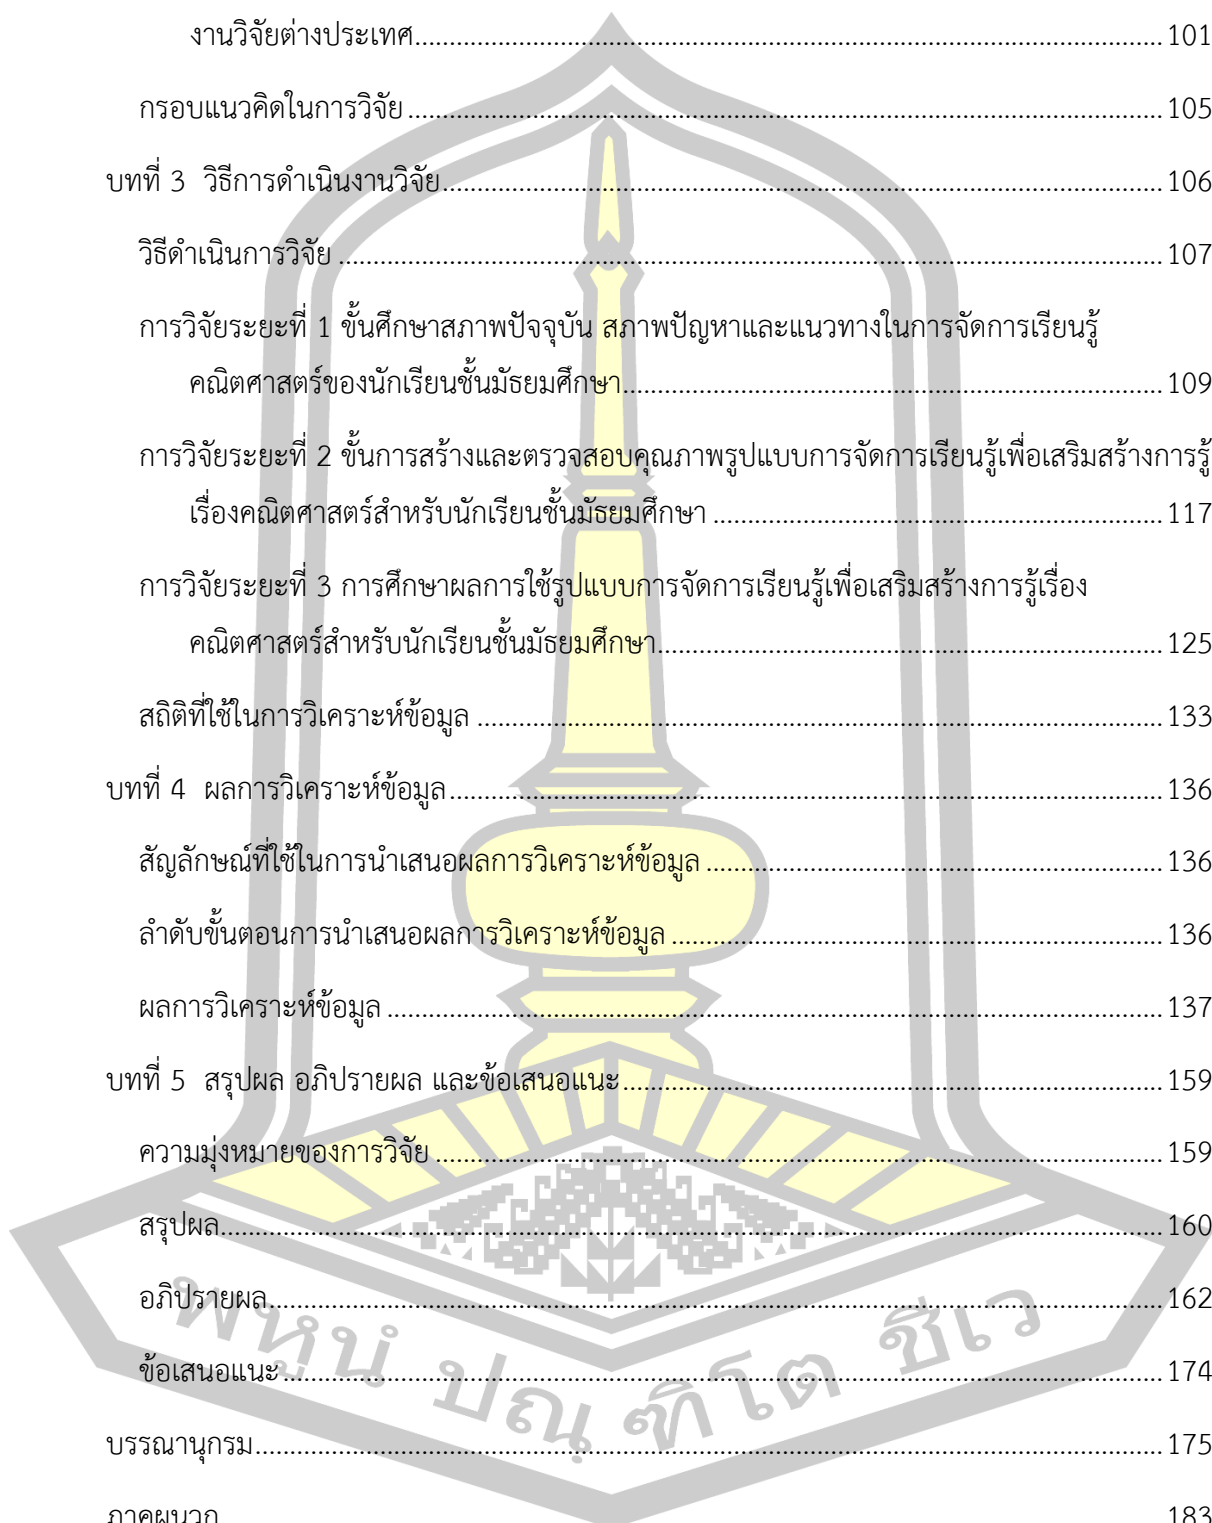 งานวิจัยต่างประเทศ.......................................................................................... 101
กรอบแนวคิดในการวิจัย .......................................................................................... 105
บทที่ 3 วิธีการดำเนินงานวิจัย.......................................................................................... 106
วิธีดำเนินการวิจัย .......................................................................................... 107
การวิจัยระยะที่ 1 ขั้นศึกษาสภาพปัจจุบัน สภาพปัญหาและแนวทางในการจัดการเรียนรู้
คณิตศาสตร์ของนักเรียนชั้นมัธยมศึกษา................................................................. 109
การวิจัยระยะที่ 2 ขั้นการสร้างและตรวจสอบคุณภาพรูปแบบการจัดการเรียนรู้เพื่อเสริมสร้างการรู้
เรื่องคณิตศาสตร์สำหรับนักเรียนชั้นมัธยมศึกษา ...................................................... 117
การวิจัยระยะที่ 3 การศึกษาผลการใช้รูปแบบการจัดการเรียนรู้เพื่อเสริมสร้างการรู้เรื่อง
คณิตศาสตร์สำหรับนักเรียนชั้นมัธยมศึกษา............................................................. 125
สถิติที่ใช้ในการวิเคราะห์ข้อมูล ................................................................................... 133
บทที่ 4 ผลการวิเคราะห์ข้อมูล...................................................................................... 136
สัญลักษณ์ที่ใช้ในการนำเสนอผลการวิเคราะห์ข้อมูล ....................................................... 136
ลำดับขั้นตอนการนำเสนอผลการวิเคราะห์ข้อมูล ........................................................... 136
ผลการวิเคราะห์ข้อมูล ............................................................................................. 137
บทที่ 5 สรุปผล อภิปรายผล และข้อเสนอแนะ................................................................. 159
ความมุ่งหมายของการวิจัย ........................................................................................ 159
สรุปผล................................................................................................................ 160
อภิปรายผล........................................................................................................... 162
ข้อเสนอแนะ ......................................................................................................... 174
บรรณานุกรม......................................................................................................... 175
ภาคผนวก............................................................................................................. 183
พหูนํ ปณฺฑิโต ชีเว